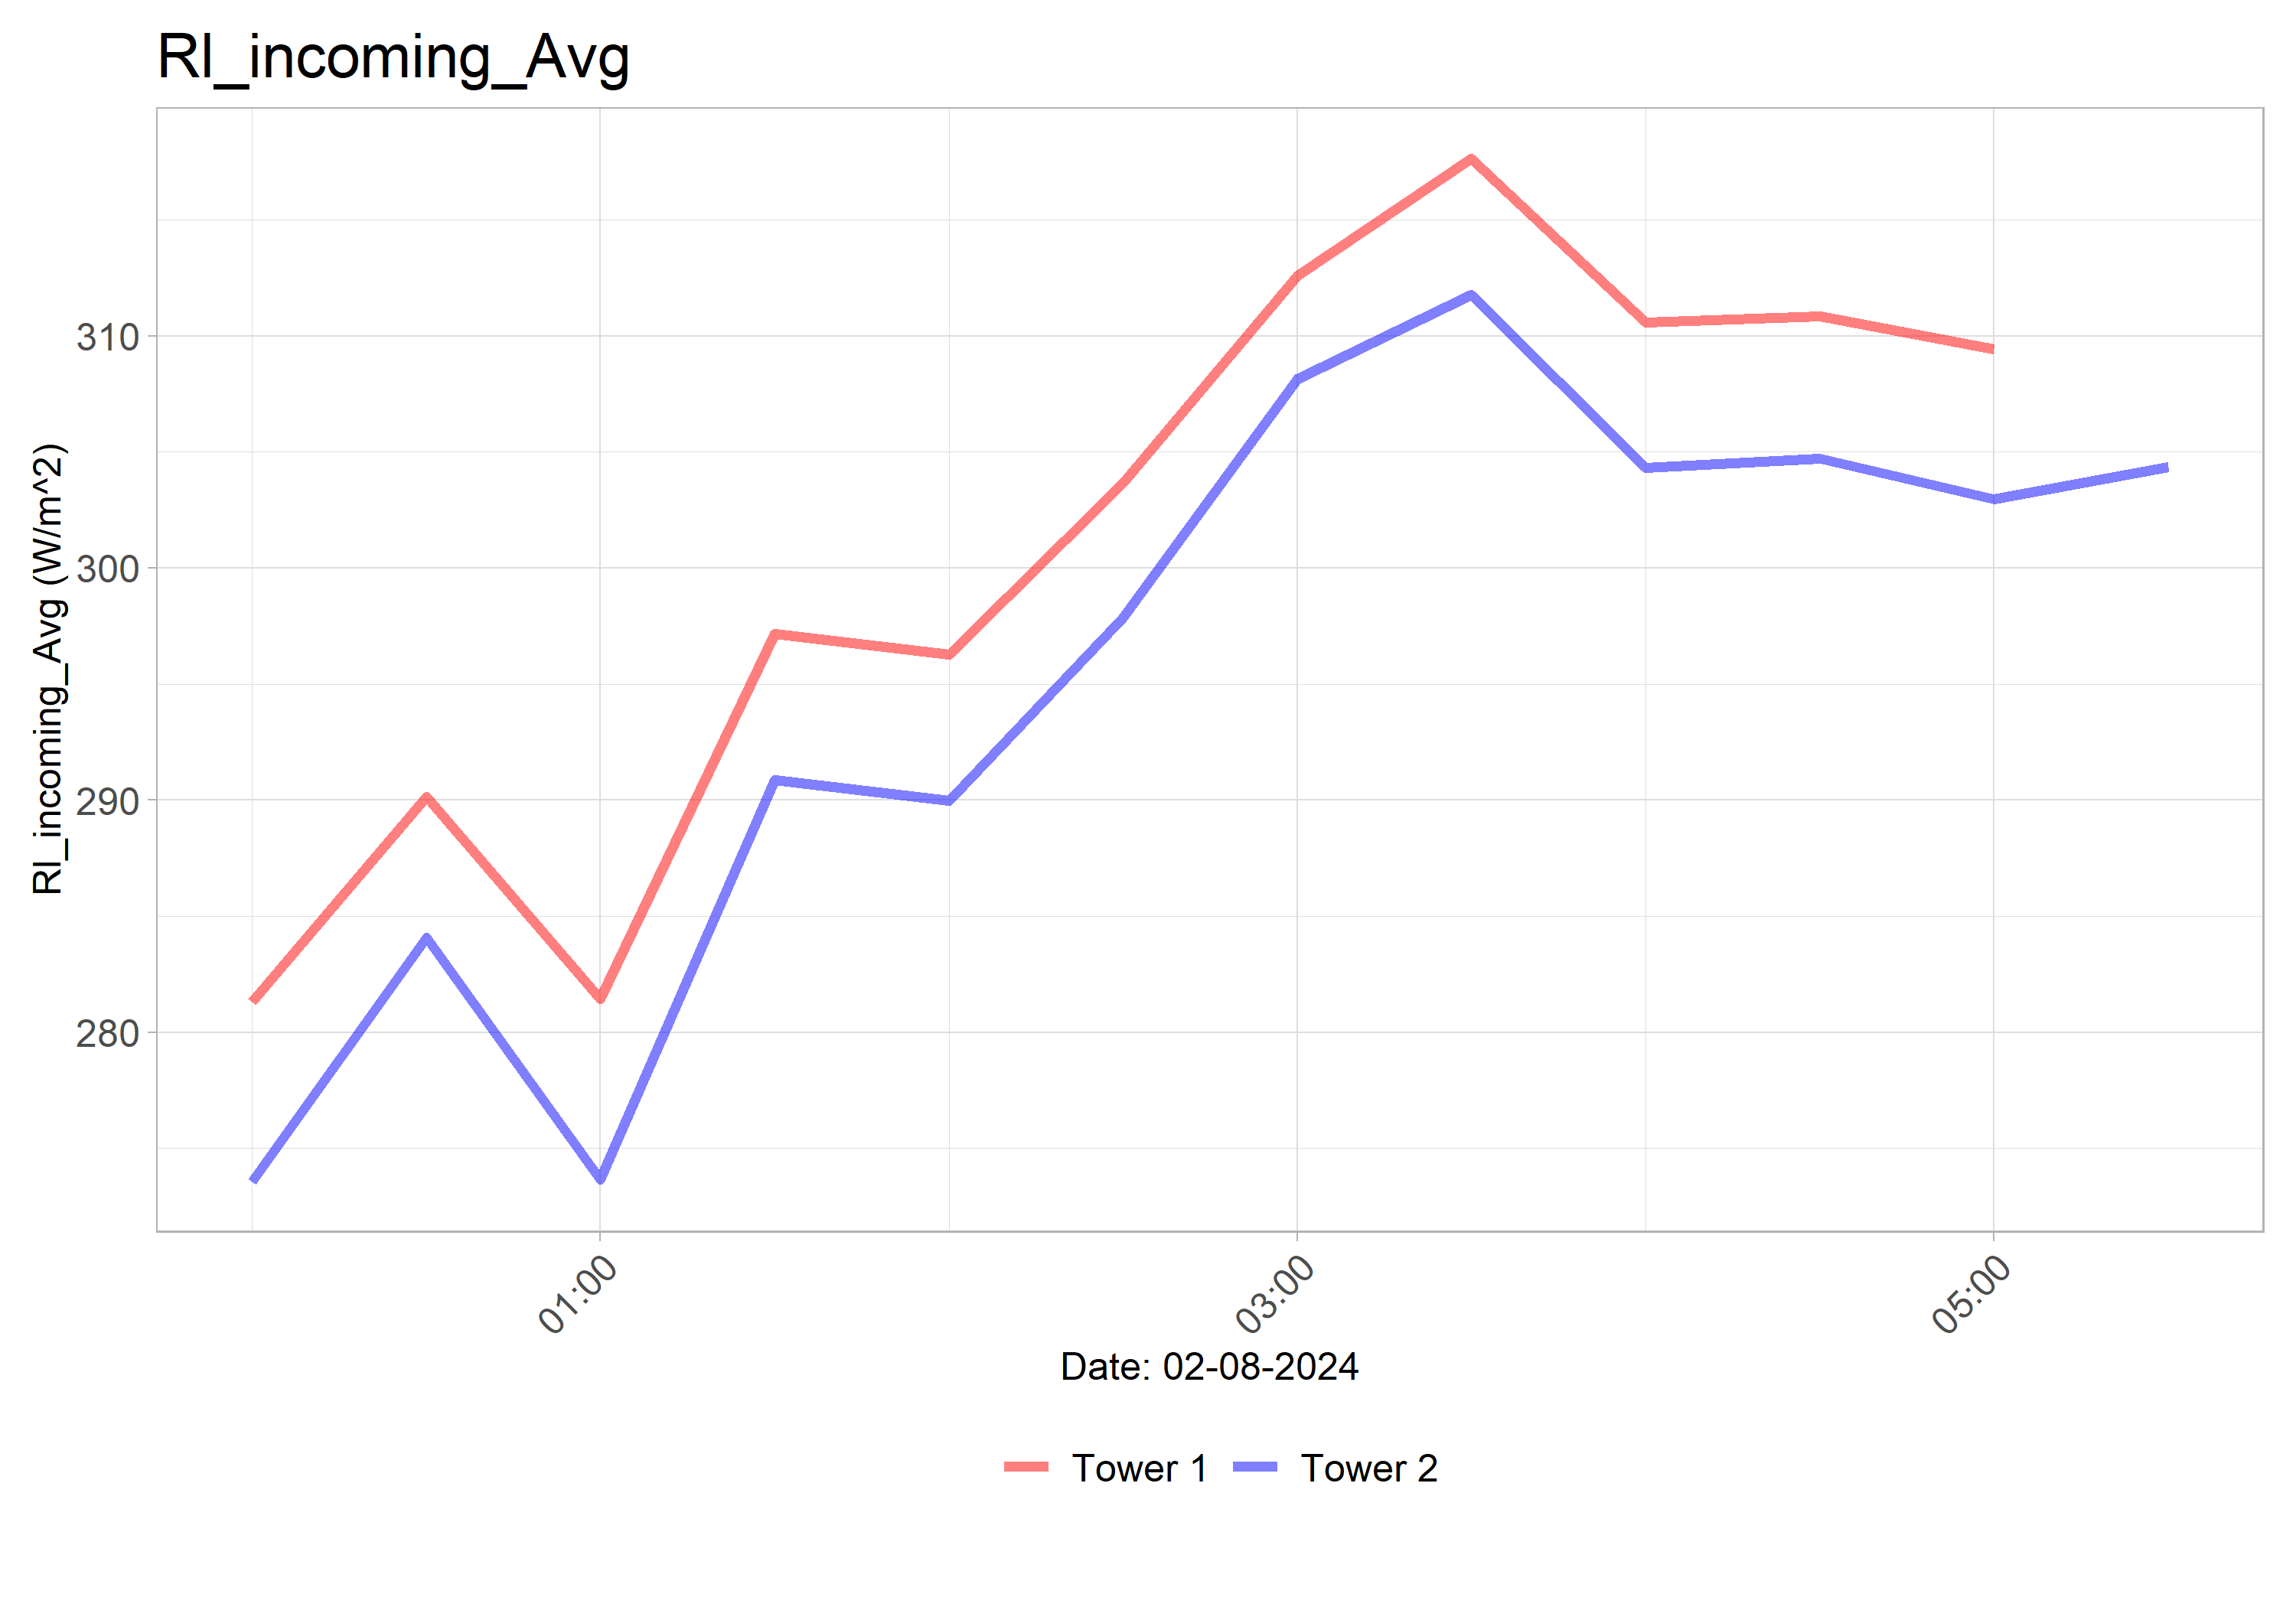 Rl_incoming_Avg
Rl_incoming_Avg (W/m^2)
310
300
290
280
01:00
03:00
05:00
Date: 02-08-2024
Tower 1
Tower 2